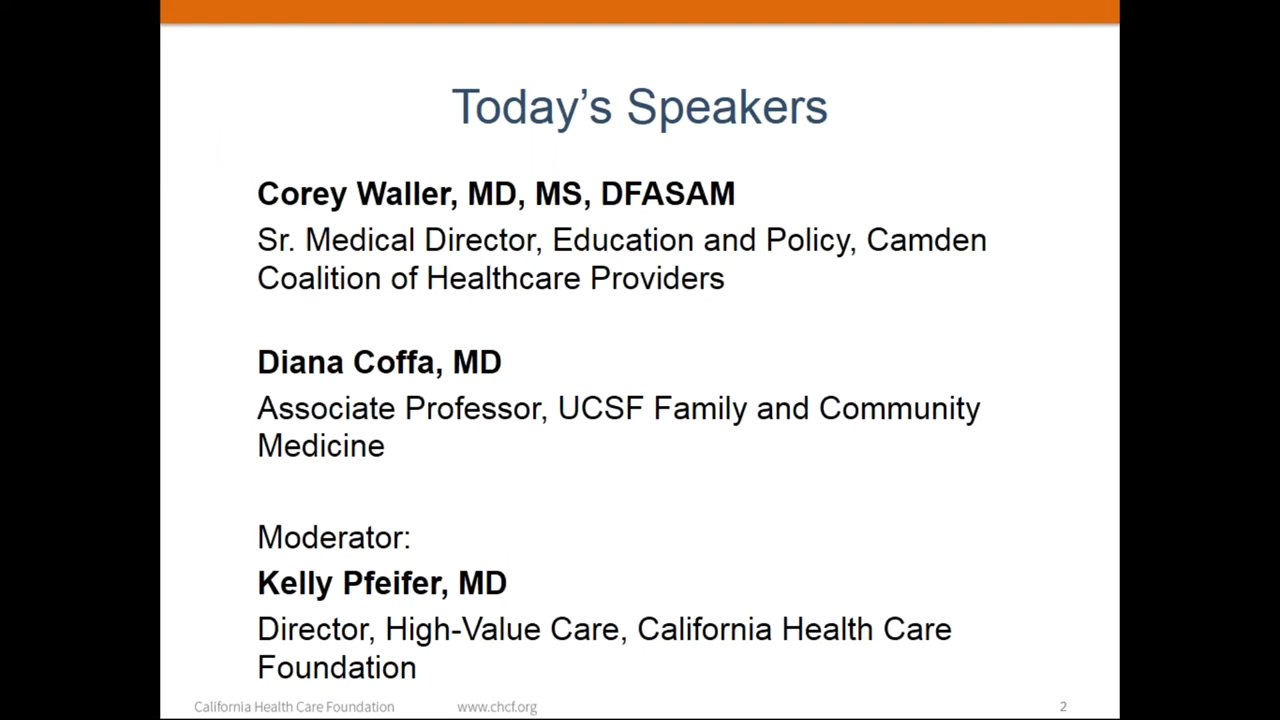 Today’s Speakers
Corey Waller, MD, MS, DFASAM
Sr. Medical Director, Education and Policy, Camden
Coalition of Healthcare Providers
Diana Coffa, MD
Associate Professor, UCSF Family and Community
Medicine
Moderator:
Kelly Pfeifer, MD
Director, High-Value Care, California Health Care
Foundation
California Health Care Foundation www.chcf.org 2